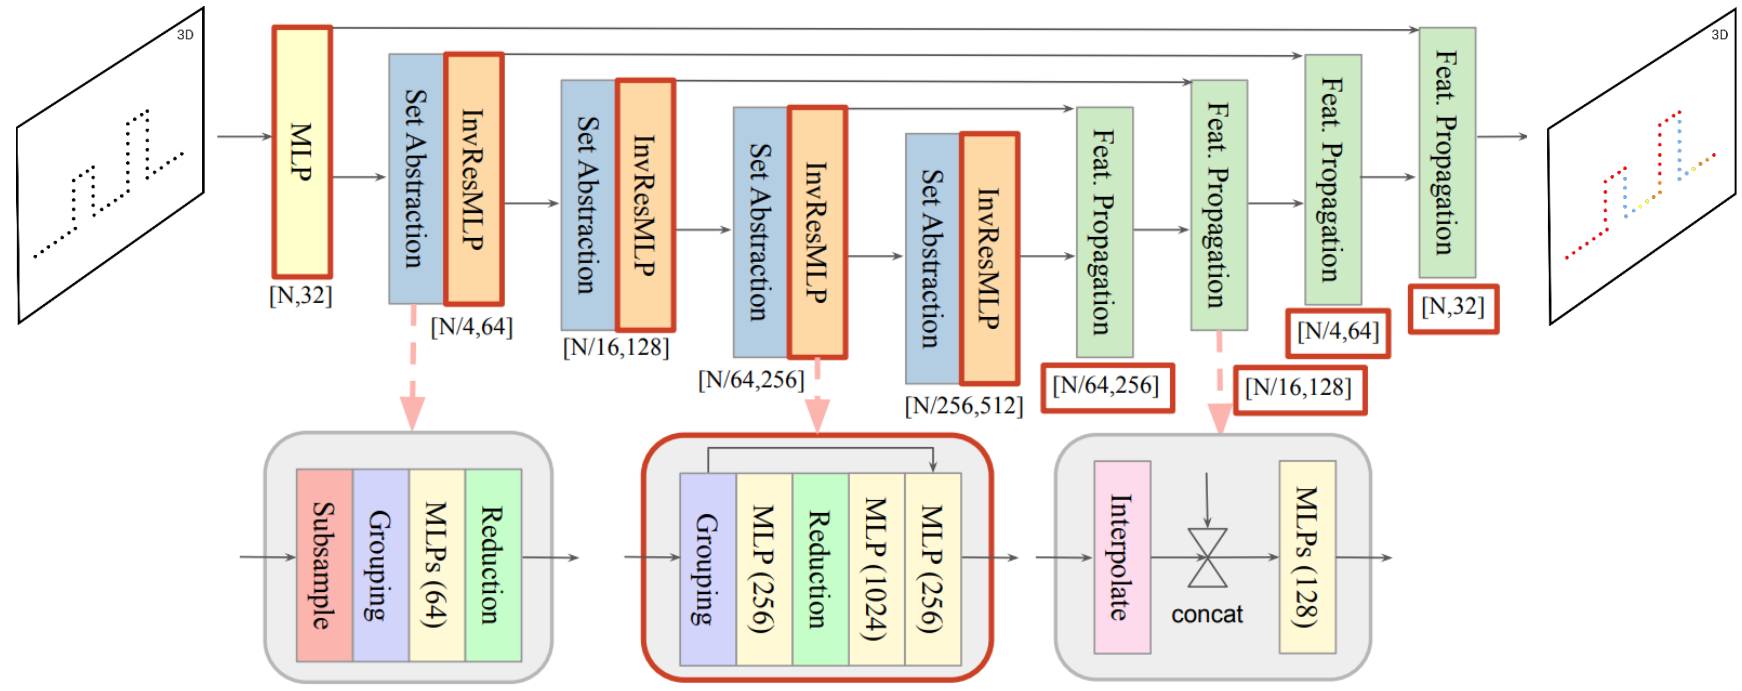 3D
MLP
[N,32]
Set Abstraction
InvResMLP
[N/4,64]
Set Abstraction
InvResMLP
[N/16,128]
Set Abstraction
InvResMLP
[N/64,256]
Set Abstraction
InvResMLP
[N/256,512]
Feat. Propagation
[N/64,256]
Feat. Propagation
[N/16,128]
Feat. Propagation
[N/4,64]
Feat. Propagation
[N,32]
3D
Subsample
Grouping
MLPs (64)
Reduction
Grouping
MLP (256)
Reduction
MLP (1024)
MLP (256)
Interpolate
concat
MLPs (128)